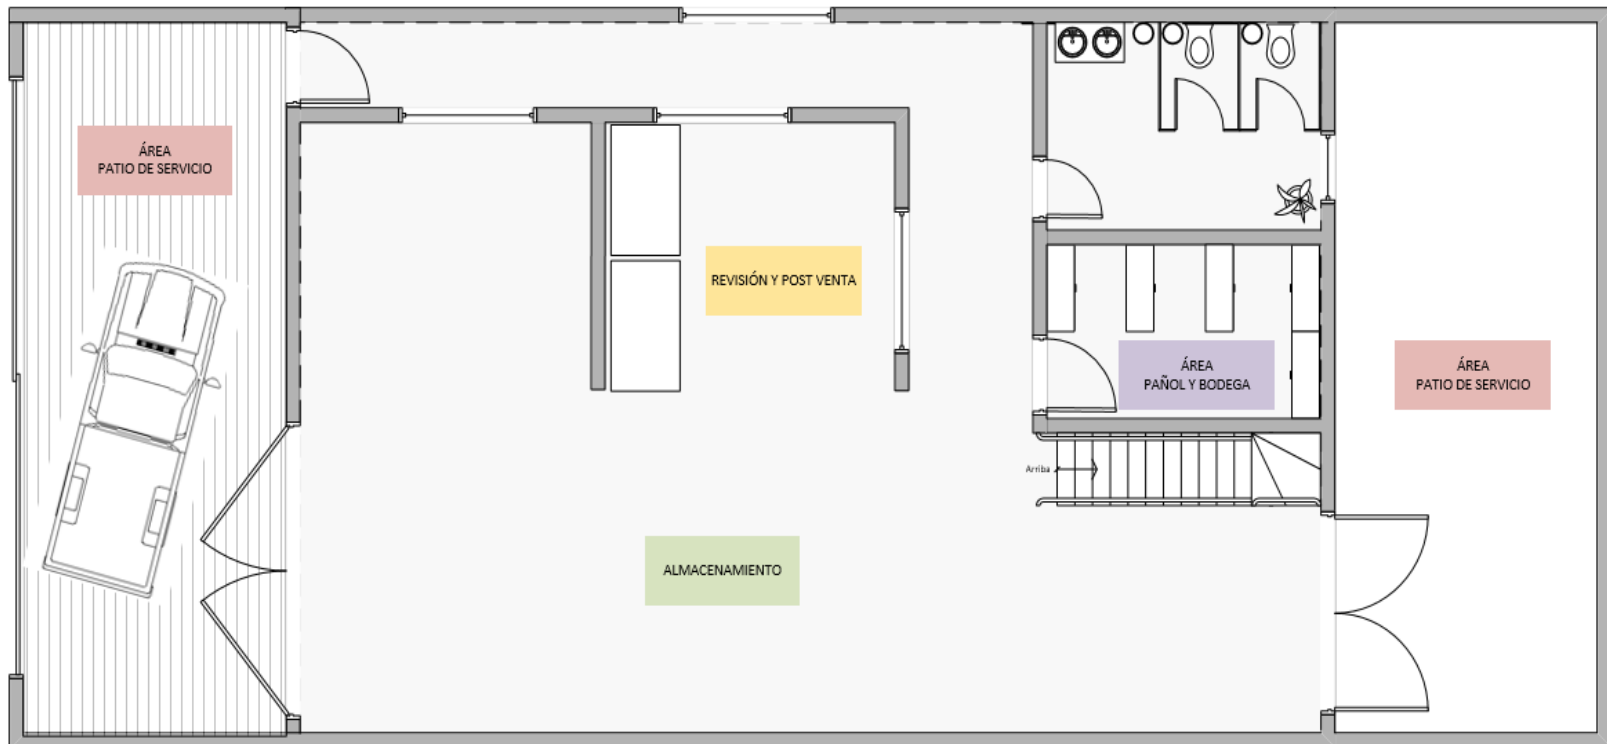 ÁREA
PATIO DE SERVICIO
REVISIÓN Y POST VENTA
ÁREA
PAÑOL Y BODEGA
ÁREA
PATIO DE SERVICIO
Arriba
ALMACENAMIENTO